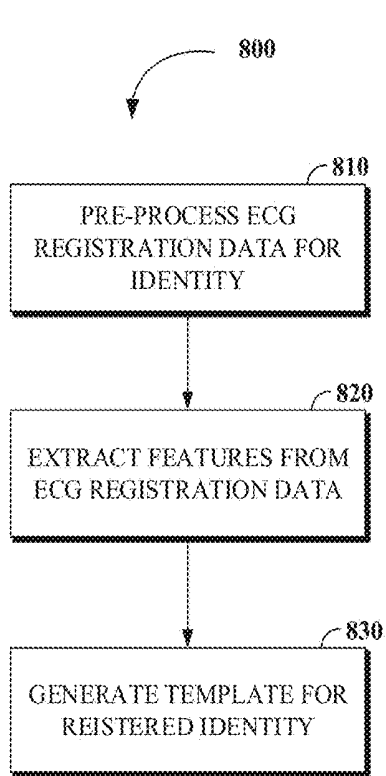 800
810
PRE-PROCESS ECG
REGISTRATION DATA FOR
IDENTITY
820
EXTRACT FEATURES FROM
ECG REGISTRATION DATA
830
GENERATE TEMPLATE FOR
REISTERED IDENTITY